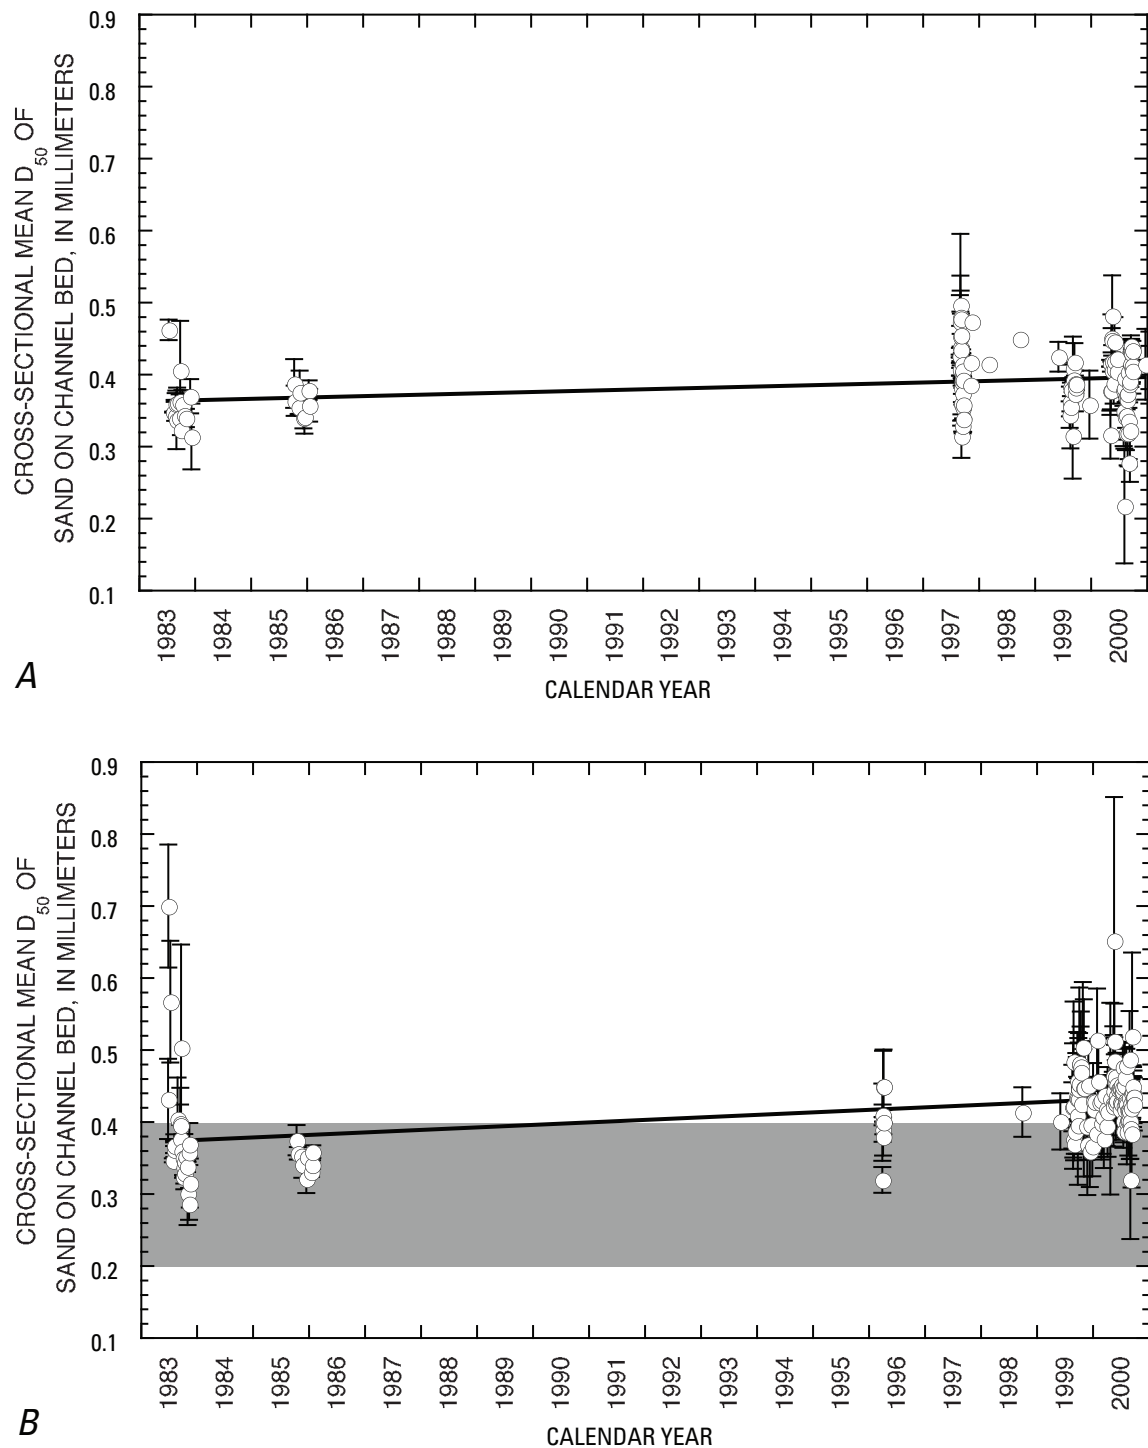 CROSS-SECTIONAL MEAN D50 OF
SAND ON CHANNEL BED, IN MILLIMETERS
0.9
0.8
0.7
0.6
0.5
0.4
0.3
0.2
0.1
1983 1984 1985 1986 1987 1988 1989 1990 1991 1992 1993 1994 1995 1996 1997 1998 1999 2000
A
CALENDAR YEAR
CROSS-SECTIONAL MEAN D50 OF
SAND ON CHANNEL BED, IN MILLIMETERS
0.9
0.8
0.7
0.6
0.5
0.4
0.3
0.2
0.1
1983 1984 1985 1986 1987 1988 1989 1990 1991 1992 1993 1994 1995 1996 1997 1998 1999 2000
B
CALENDAR YEAR